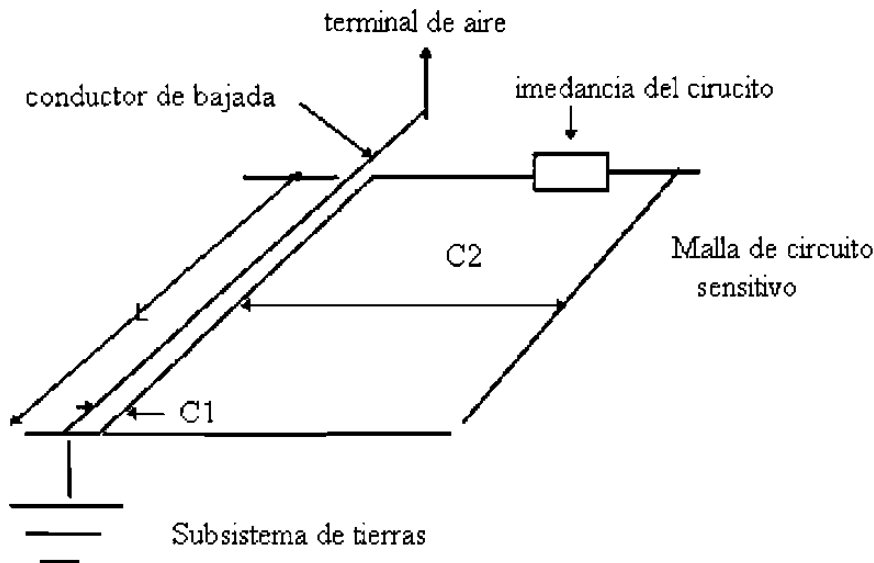 terminal de aire
conductor de bajada
imedancia del cirucito
C2
Malla de circuito
sensitivo
L
C1
Subsistema de tierras